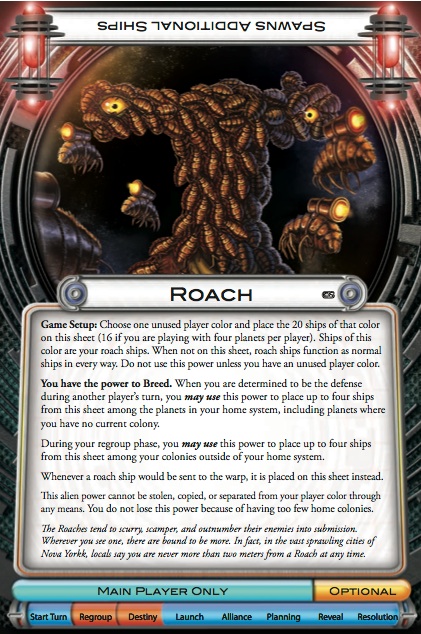 SPAWNS ADDITIONAL SHIPS
ROACH
Game Setup: Choose one unused player color and place the 20 ships of that color
on this sheet (16 if you are playing with four planets per player). Ships of this
color are your roach ships. When not on this sheet, roach ships function as normal
ships in every way. Do not use this power unless you have an unused player color.
You have the power to Breed. When you are determined to be the defense
during another player's turn, you may use this power to place up to four ships
from this sheet among the planets in your home system, including planets where
you have no current colony.
During your regroup phase, you may use this power to place up to four ships
from this sheet among your colonies outside of your home system.
Whenever a roach ship would be sent to the warp, it is placed on this sheet instead.
This alien power cannot be stolen, copied, or separated from your player color through
any means. You do not lose this power because of having too few home colonies.
The Roaches tend to scurry, scamper, and outnumber their enemies into submission.
Wherever you see one, there are bound to be more. In fact, in the vast sprawling cities of
Nova Yorkk, locals say you are never more than two meters from a Roach at any time.
MAIN PLAYER ONLY
OPTIONAL
Start Turn Regroup Destiny Launch Alliance Planning Reveal Resolution